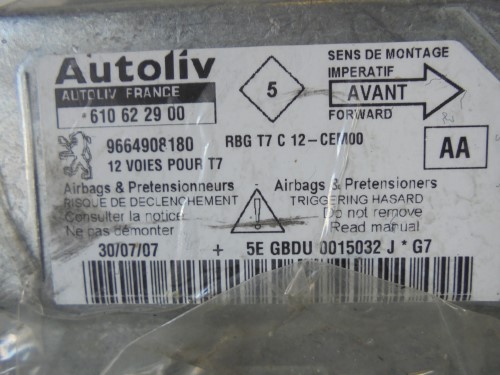 Autoliv
AUTOLIV FRANCE
*610 62 29 00
5
SENS DE MONTAGE
IMPERATIF
AVANT
FORWARD
9664908180
RBG T7 C 12-CEM00
12 VOIES POUR T7
AA
Airbags & Pretensionneurs
RISQUE DE DECLENCHEMENT
Consulter la notice
Ne pas démonter
Airbags & Pretensioners
TRIGGERING HASARD
Do not remove
Read manual
30/07/07 + 5E GBDU 0015032 J * G7